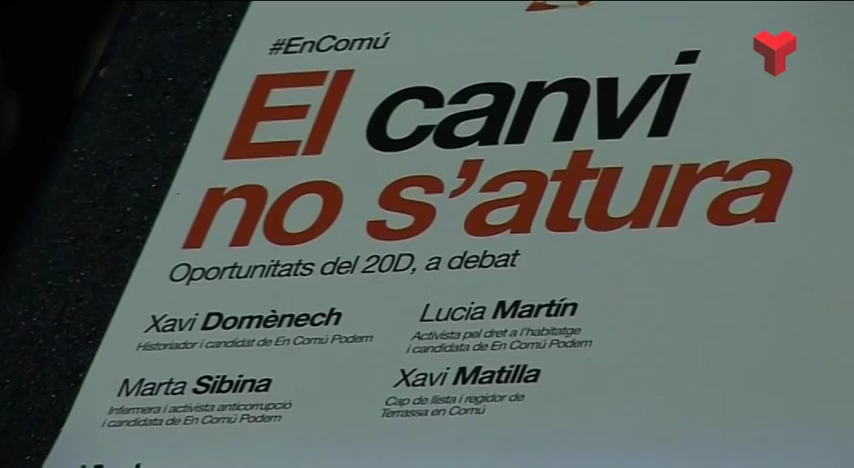 #EnComú
El canvi
no s'atura
Oportunitats del 20D, a debat
Xavi Domènech
Historiador i candidat de En Comú Podem
Lucia Martín
Activista pel dret a l'habitatge
i candidata de En Comú Podem
Marta Sibina
Infermera i activista anticorrupció
i candidata de En Comú Podem
Xavi Matilla
Cap de llista i regidor de
Terrassa en Comú